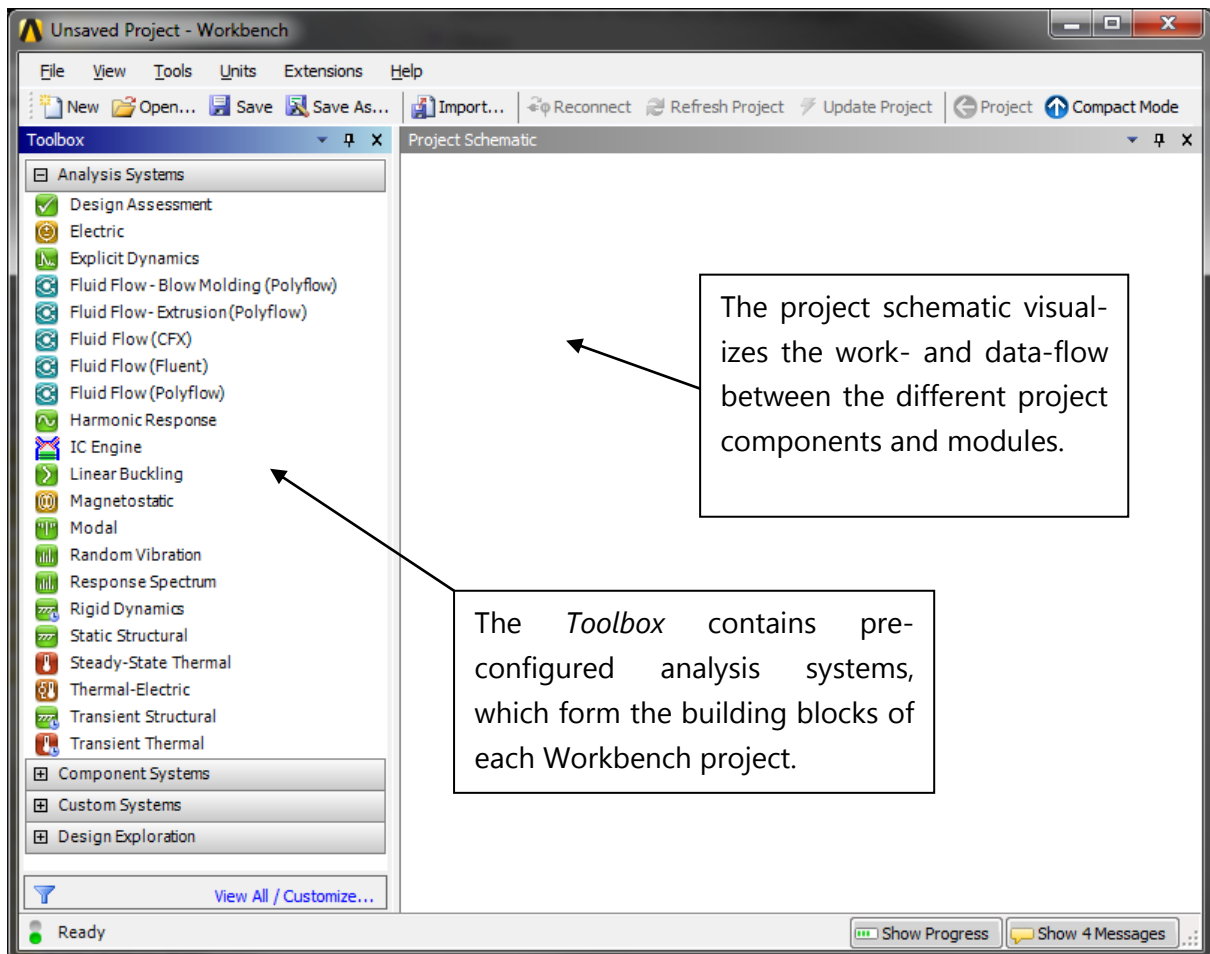 Unsaved Project - Workbench
File View Tools Units Extensions Help
New Open... Save Save As... Import... Reconnect Refresh Project Update Project Project Compact Mode
Toolbox
Project Schematic
Analysis Systems
Design Assessment
Electric
Explicit Dynamics
Fluid Flow - Blow Molding (Polyflow)
Fluid Flow - Extrusion (Polyflow)
Fluid Flow (CFX)
Fluid Flow (Fluent)
Fluid Flow (Polyflow)
Harmonic Response
IC Engine
Linear Buckling
Magnetostatic
Modal
Random Vibration
Response Spectrum
Rigid Dynamics
Static Structural
Steady-State Thermal
Thermal-Electric
Transient Structural
Transient Thermal
Component Systems
Custom Systems
Design Exploration
View All / Customize...
The project schematic visual-
izes the work- and data-flow
between the different project
components and modules.
The Toolbox contains pre-
configured analysis systems,
which form the building blocks of
each Workbench project.
Ready
Show Progress
Show 4 Messages